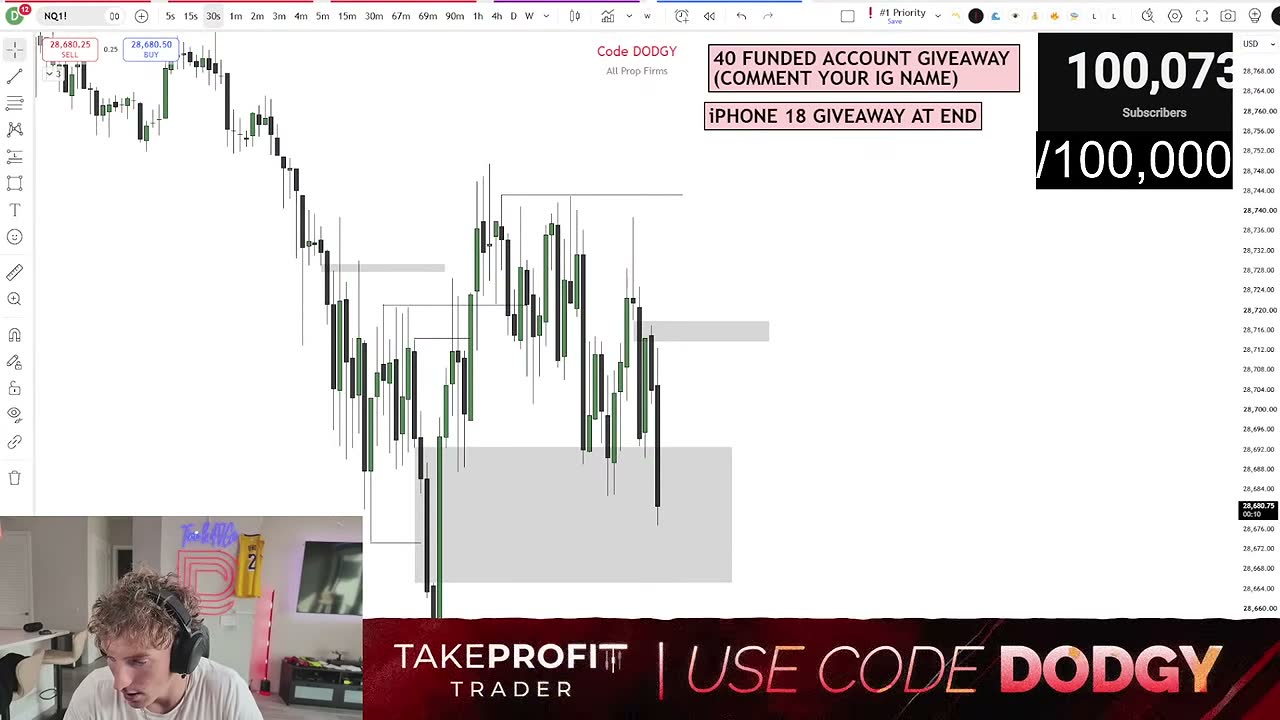 12
NQ1!
5s 15s 30s 1m 2m 3m 4m 5m 15m 30m 67m 69m 90m 1h 4h D W
w
#1 Priority
Save
L L
28,680.25
SELL
0.25
28,680.50
BUY
3
Code DODGY
All Prop Firms
40 FUNDED ACCOUNT GIVEAWAY
(COMMENT YOUR IG NAME)
iPHONE 18 GIVEAWAY AT END
100,073
Subscribers
/100,000
USD
28,768.00
28,764.00
28,760.00
28,756.00
28,752.00
28,748.00
28,744.00
28,740.00
28,736.00
28,732.00
28,728.00
28,724.00
28,720.00
28,716.00
28,712.00
28,708.00
28,704.00
28,700.00
28,696.00
28,692.00
28,688.00
28,684.00
28,680.75
00:10
28,676.00
28,672.00
28,668.00
28,664.00
28,660.00
D
2
TAKEPROFIT
TRADER
USE CODE DODGY